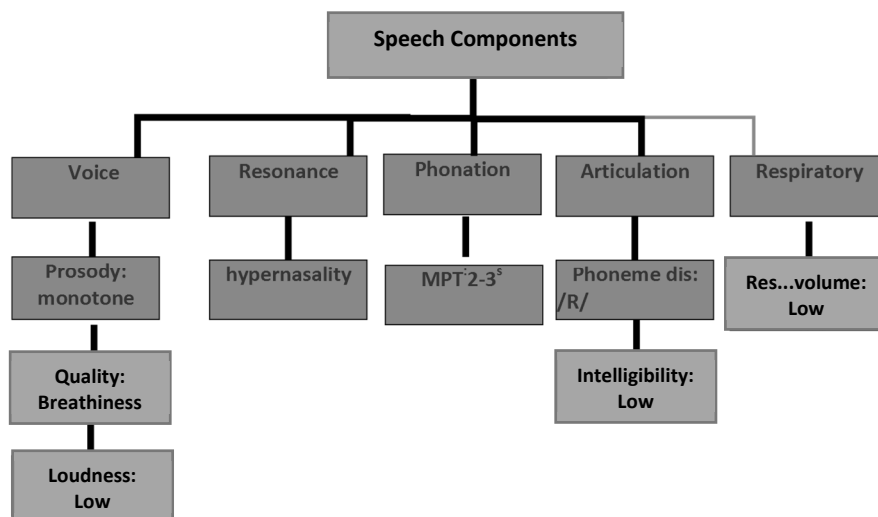 Speech Components
Voice
Resonance
Phonation
Articulation
Respiratory
Prosody:
monotone
hypernasality
MPT:2-3s
Phoneme dis:
/R/
Res...volume:
Low
Quality:
Breathiness
Intelligibility:
Low
Loudness:
Low